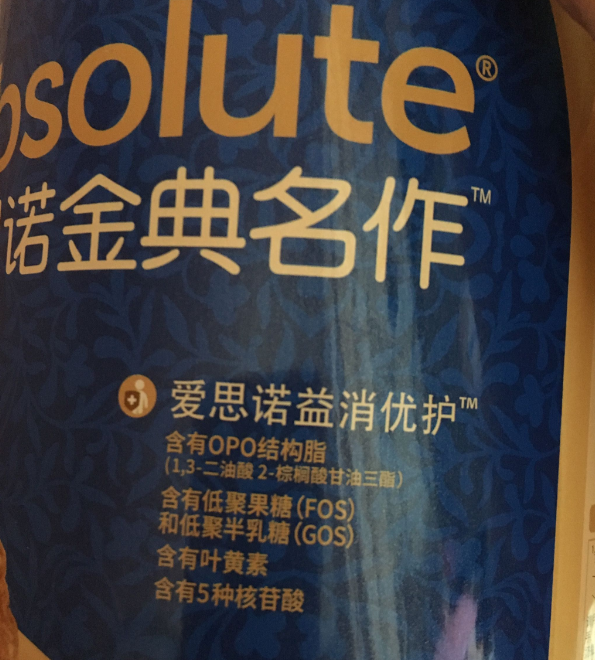 bsolute®
诺金典名作™
爱思诺益消优护™
含有OPO结构脂
(1,3-二油酸 2-棕榈酸甘油三酯)
含有低聚果糖(FOS)
和低聚半乳糖(GOS)
含有叶黄素
含有5种核苷酸